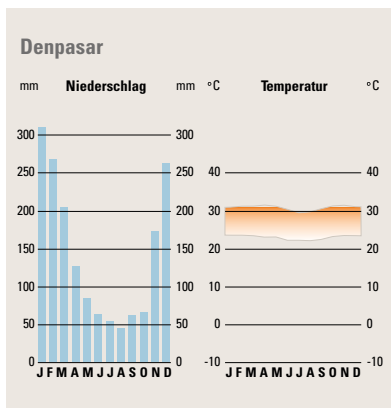 Denpasar
mm Niederschlag mm °C Temperatur °C
300 300
250 250 40 40
200 200 30 30
150 150 20 20
100 100 10 10
50 50 0 0
0 0 -10 -10
J F M A M J J A S O N D J F M A M J J A S O N D